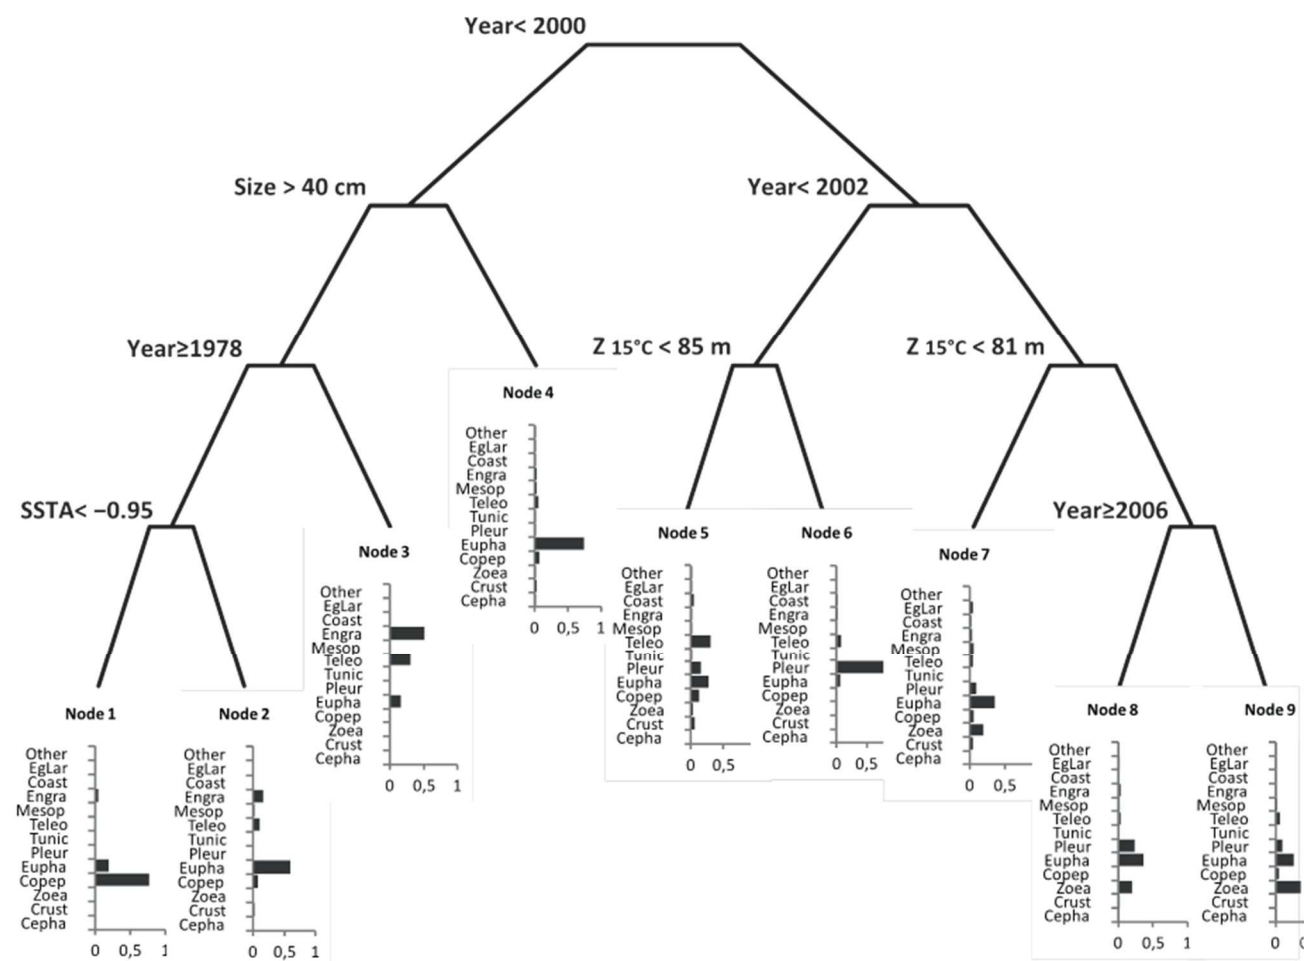 Year< 2000
Size > 40 cm
Year< 2002
Year≥1978
Z 15°C < 85 m
Z 15°C < 81 m
SSTA< −0.95
Year≥2006
Node 4
Other
EgLar
Coast
Engra
Mesop
Teleo
Tunic
Pleur
Eupha
Copep
Zoea
Crust
Cepha
0 0,5 1
Node 3
Other
EgLar
Coast
Engra
Mesop
Teleo
Tunic
Pleur
Eupha
Copep
Zoea
Crust
Cepha
0 0,5 1
Node 5
Other
EgLar
Coast
Engra
Mesop
Teleo
Tunic
Pleur
Eupha
Copep
Zoea
Crust
Cepha
0 0,5
Node 6
Other
EgLar
Coast
Engra
Mesop
Teleo
Tunic
Pleur
Eupha
Copep
Zoea
Crust
Cepha
0 0,5
Node 7
Other
EgLar
Coast
Engra
Mesop
Teleo
Tunic
Pleur
Eupha
Copep
Zoea
Crust
Cepha
0 0,5
Node 1
Other
EgLar
Coast
Engra
Mesop
Teleo
Tunic
Pleur
Eupha
Copep
Zoea
Crust
Cepha
0 0,5 1
Node 2
Other
EgLar
Coast
Engra
Mesop
Teleo
Tunic
Pleur
Eupha
Copep
Zoea
Crust
Cepha
0 0,5 1
Node 8
Other
EgLar
Coast
Engra
Mesop
Teleo
Tunic
Pleur
Eupha
Copep
Zoea
Crust
Cepha
0 0,5 1
Node 9
Other
EgLar
Coast
Engra
Mesop
Teleo
Tunic
Pleur
Eupha
Copep
Zoea
Crust
Cepha
0